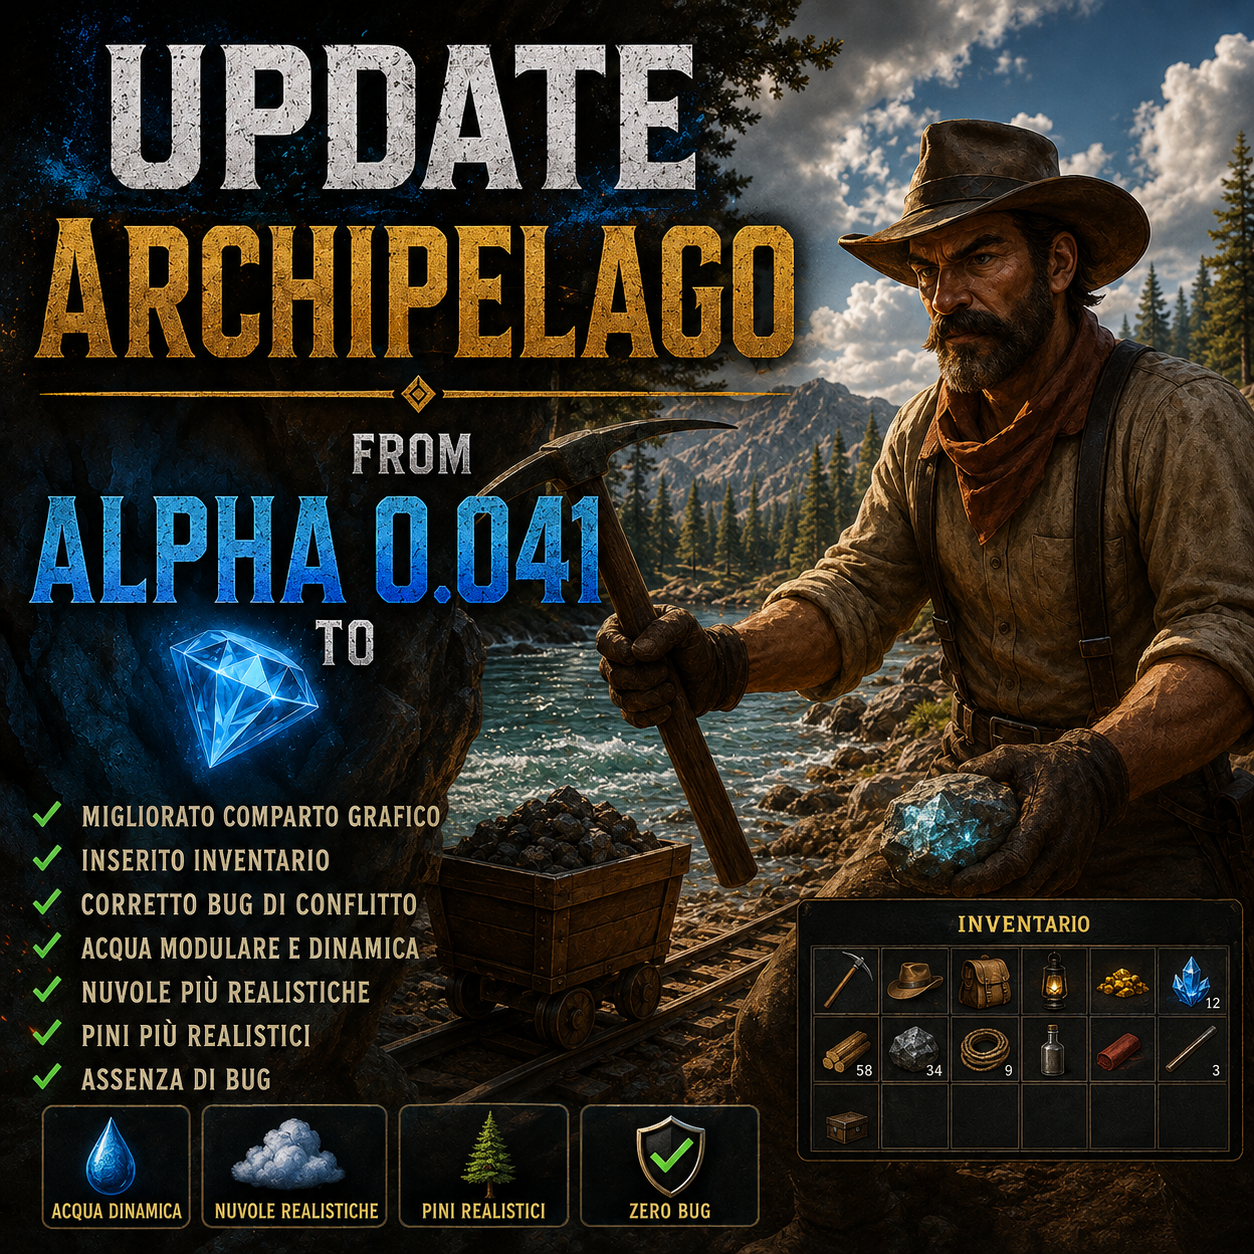 UPDATE
ARCHIPELAGO
FROM
ALPHA 0.041
TO
MIGLIORATO COMPARTO GRAFICO
INSERITO INVENTARIO
CORRETTO BUG DI CONFLITTO
ACQUA MODULARE E DINAMICA
NUVOLE PIÙ REALISTICHE
PINI PIÙ REALISTICI
ASSENZA DI BUG
INVENTARIO
12
58 34 9 3
ACQUA DINAMICA NUVOLE REALISTICHE PINI REALISTICI ZERO BUG